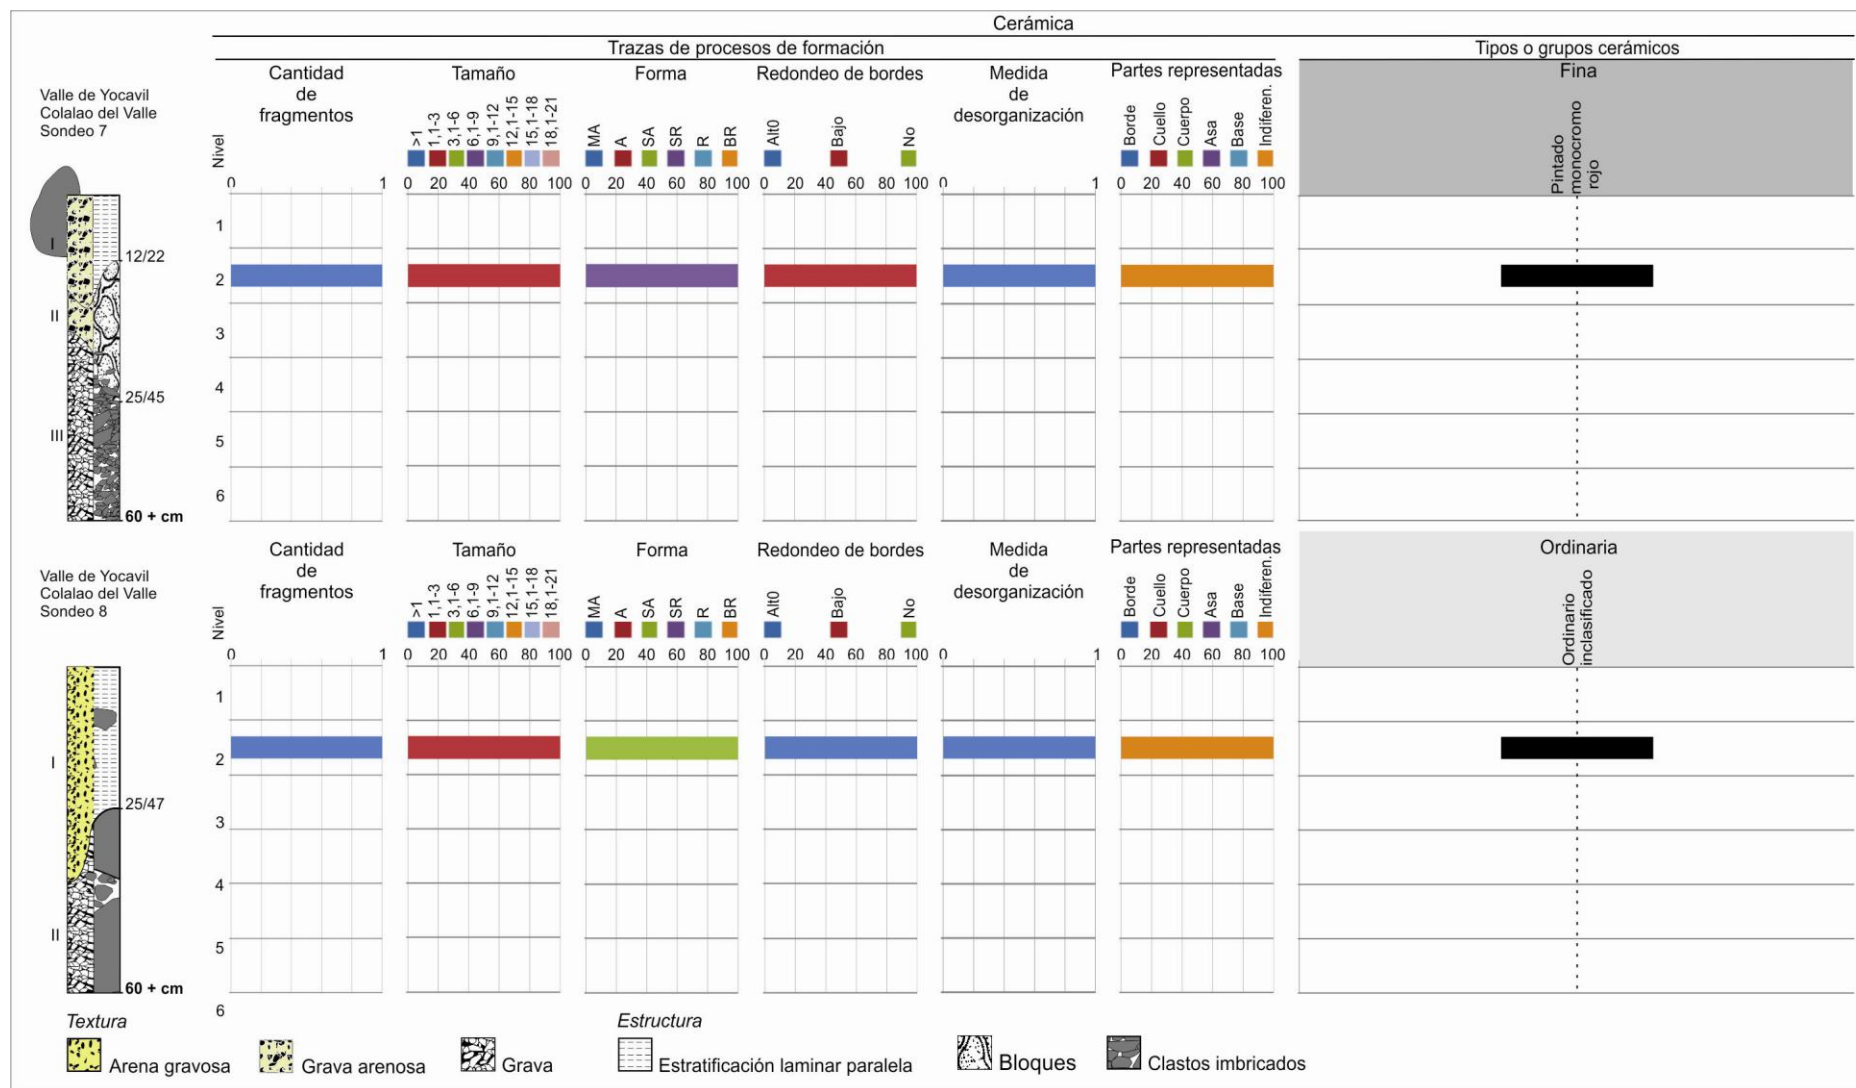 Cerámica
Trazas de procesos de formación
Tipos o grupos cerámicos
Valle de Yocavil
Colalao del Valle
Sondeo 7
Nivel
Cantidad
de
fragmentos
0 1
Tamaño
>1
1,1-3
3,1-6
6,1-9
9,1-12
12,1-15
15,1-18
18,1-21
0 20 40 60 80 100
Forma
MA
A
SA
SR
R
BR
0 20 40 60 80 100
Redondeo de bordes
Alt0
Bajo
No
0 20 40 60 80 100
Medida
de
desorganización
0 1
Partes representadas
Borde
Cuello
Cuerpo
Asa
Base
Indiferen.
0 20 40 60 80 100
Fina
Pintado
monocromo
rojo
I
12/22
II
25/45
III
60 + cm
1
2
3
4
5
6
Valle de Yocavil
Colalao del Valle
Sondeo 8
Nivel
Cantidad
de
fragmentos
0 1
Tamaño
>1
1,1-3
3,1-6
6,1-9
9,1-12
12,1-15
15,1-18
18,1-21
0 20 40 60 80 100
Forma
MA
A
SA
SR
R
BR
0 20 40 60 80 100
Redondeo de bordes
Alt0
Bajo
No
0 20 40 60 80 100
Medida
de
desorganización
0 1
Partes representadas
Borde
Cuello
Cuerpo
Asa
Base
Indiferen.
0 20 40 60 80 100
Ordinaria
Ordinario
inclasificado
I
25/47
II
60 + cm
1
2
3
4
5
6
Textura
Arena gravosa
Grava arenosa
Grava
Estructura
Estratificación laminar paralela
Bloques
Clastos imbricados